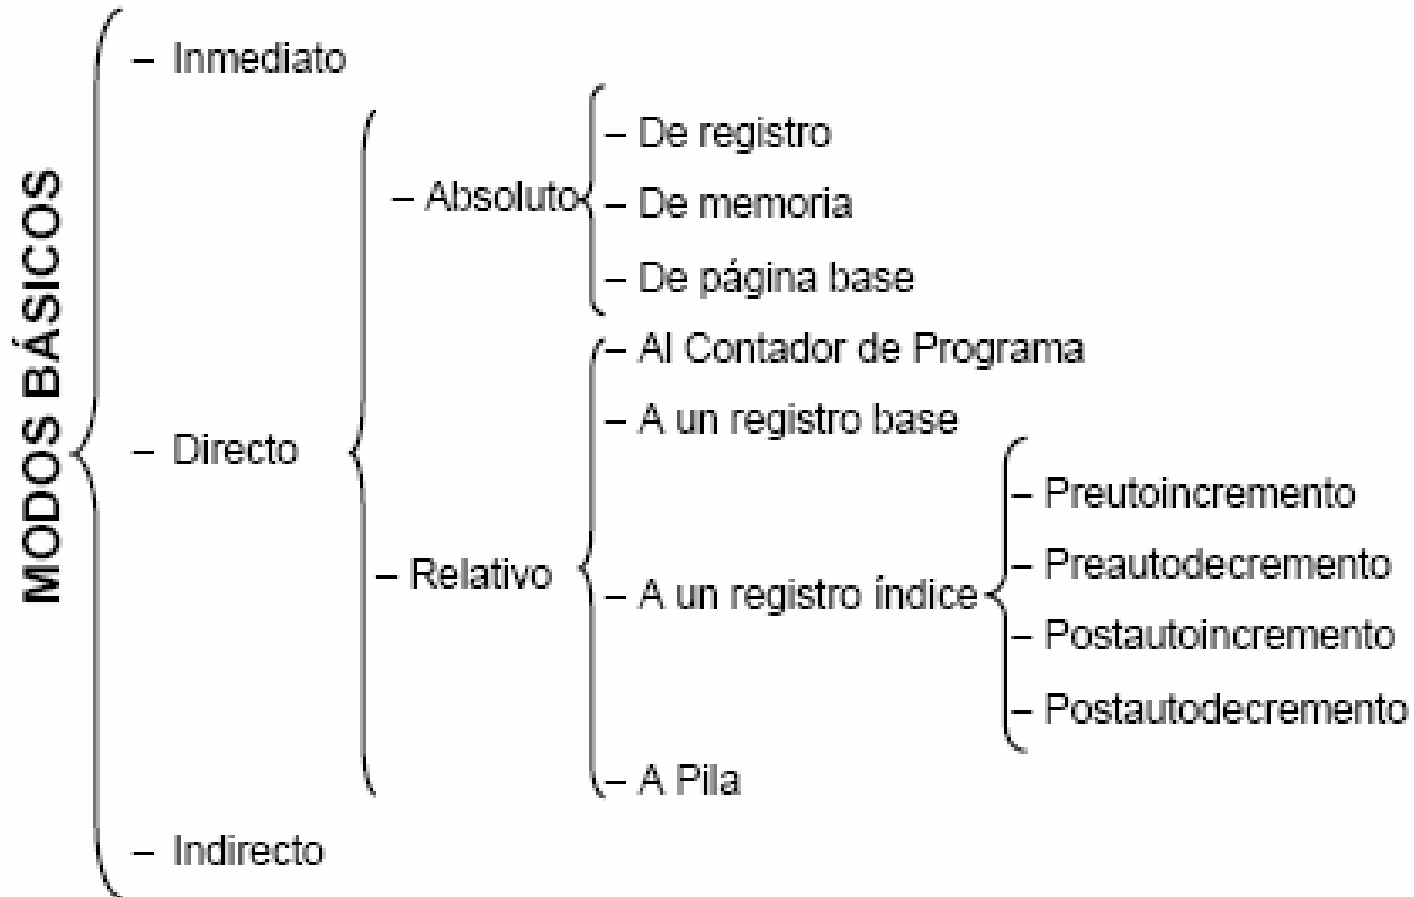 MODOS BÁSICOS
– Inmediato
– Directo
– Absoluto
– De registro
– De memoria
– De página base
– Relativo
– Al Contador de Programa
– A un registro base
– A un registro índice
– Preutoincremento
– Preautodecremento
– Postautoincremento
– Postautodecremento
– A Pila
– Indirecto